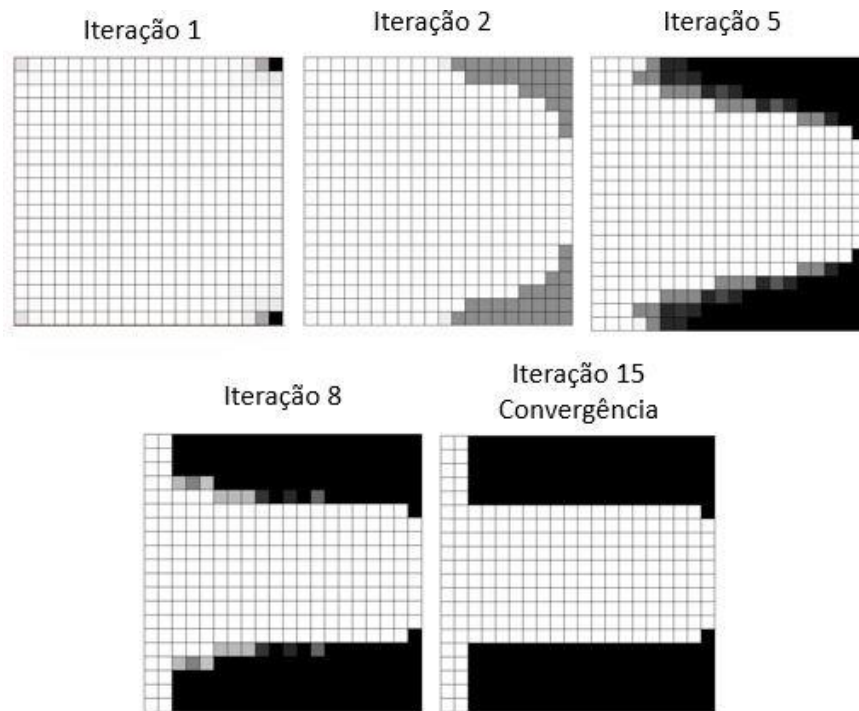 Iteração 1
Iteração 2
Iteração 5
Iteração 8
Iteração 15
Convergência